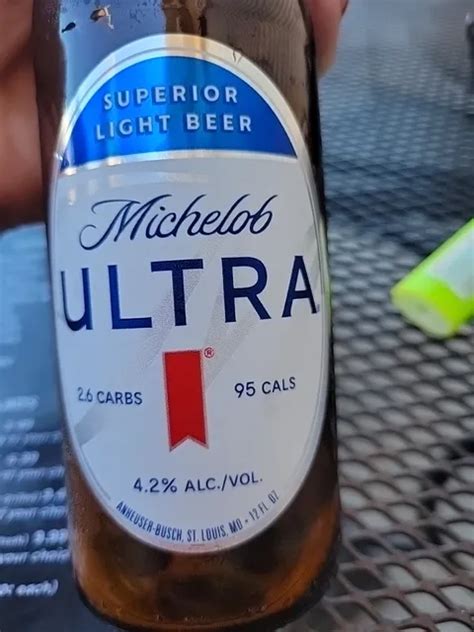 SUPERIOR
LIGHT BEER
Michelob
ULTRA
®
2.6 CARBS
95 CALS
4.2% ALC./VOL.
ANHEUSER-BUSCH, ST. LOUIS, MO • 12 FL OZ
each)